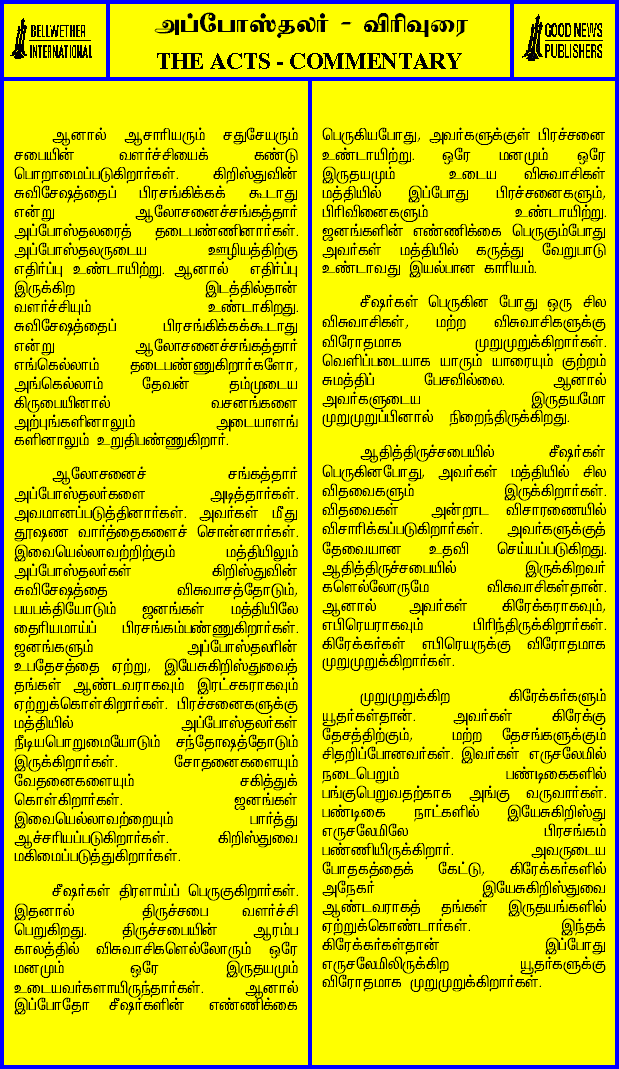 BELLWETHER
INTERNATIONAL
அப்போஸ்தலர் - விரிவுரை
THE ACTS - COMMENTARY
GOOD NEWS
PUBLISHERS
ஆனால் ஆசாரியரும் சதுசேயரும்
சபையின் வளர்ச்சியைக் கண்டு
பொறாமைப்படுகிறார்கள். கிறிஸ்துவின்
சுவிசேஷத்தைப் பிரசங்கிக்கக் கூடாது
என்று ஆலோசனைச்சங்கத்தார்
அப்போஸ்தலரைத் தடைபண்ணினார்கள்.
அப்போஸ்தலருடைய ஊழியத்திற்கு
எதிர்ப்பு உண்டாயிற்று. ஆனால் எதிர்ப்பு
இருக்கிற இடத்தில்தான்
வளர்ச்சியும் உண்டாகிறது.
சுவிசேஷத்தைப் பிரசங்கிக்கக்கூடாது
என்று ஆலோசனைச்சங்கத்தார்
எங்கெல்லாம் தடைபண்ணுகிறார்களோ,
அங்கெல்லாம் தேவன் தம்முடைய
கிருபையினால் வசனங்களை
அற்புங்களினாலும் அடையாளங்
களினாலும் உறுதிபண்ணுகிறார்.
ஆலோசனைச் சங்கத்தார்
அப்போஸ்தலர்களை அடித்தார்கள்.
அவமானப்படுத்தினார்கள். அவர்கள் மீது
தூஷண வார்த்தைகளைச் சொன்னார்கள்.
இவையெல்லாவற்றிற்கும் மத்தியிலும்
அப்போஸ்தலர்கள் கிறிஸ்துவின்
சுவிசேஷத்தை விசுவாசத்தோடும்,
பயபக்தியோடும் ஜனங்கள் மத்தியிலே
தைரியமாய்ப் பிரசங்கம்பண்ணுகிறார்கள்.
ஜனங்களும் அப்போஸ்தலரின்
உபதேசத்தை ஏற்று, இயேசுகிறிஸ்துவைத்
தங்கள் ஆண்டவராகவும் இரட்சகராகவும்
ஏற்றுக்கொள்கிறார்கள். பிரச்சனைகளுக்கு
மத்தியில் அப்போஸ்தலர்கள்
நீடியபொறுமையோடும் சந்தோஷத்தோடும்
இருக்கிறார்கள். சோதனைகளையும்
வேதனைகளையும் சகித்துக்
கொள்கிறார்கள். ஜனங்கள்
இவையெல்லாவற்றையும் பார்த்து
ஆச்சரியப்படுகிறார்கள். கிறிஸ்துவை
மகிமைப்படுத்துகிறார்கள்.
சீஷர்கள் திரளாய்ப் பெருகுகிறார்கள்.
இதனால் திருச்சபை வளர்ச்சி
பெறுகிறது. திருச்சபையின் ஆரம்ப
காலத்தில் விசுவாசிகளெல்லோரும் ஒரே
மனமும் ஒரே இருதயமும்
உடையவர்களாயிருந்தார்கள். ஆனால்
இப்போதோ சீஷர்களின் எண்ணிக்கை
பெருகியபோது, அவர்களுக்குள் பிரச்சனை
உண்டாயிற்று. ஒரே மனமும் ஒரே
இருதயமும் உடைய விசுவாசிகள்
மத்தியில் இப்போது பிரச்சனைகளும்,
பிரிவினைகளும் உண்டாயிற்று.
ஜனங்களின் எண்ணிக்கை பெருகும்போது
அவர்கள் மத்தியில் கருத்து வேறுபாடு
உண்டாவது இயல்பான காரியம்.
சீஷர்கள் பெருகின போது ஒரு சில
விசுவாசிகள், மற்ற விசுவாசிகளுக்கு
விரோதமாக முறுமுறுக்கிறார்கள்.
வெளிப்படையாக யாரும் யாரையும் குற்றம்
சுமத்திப் பேசவில்லை. ஆனால்
அவர்களுடைய இருதயமோ
முறுமுறுப்பினால் நிறைந்திருக்கிறது.
ஆதித்திருச்சபையில் சீஷர்கள்
பெருகினபோது, அவர்கள் மத்தியில் சில
விதவைகளும் இருக்கிறார்கள்.
விதவைகள் அன்றாட விசாரணையில்
விசாரிக்கப்படுகிறார்கள். அவர்களுக்குத்
தேவையான உதவி செய்யப்படுகிறது.
ஆதித்திருச்சபையில் இருக்கிறவர்
களெல்லோருமே விசுவாசிகள்தான்.
ஆனால் அவர்கள் கிரேக்கராகவும்,
எபிரெயராகவும் பிரிந்திருக்கிறார்கள்.
கிரேக்கர்கள் எபிரெயருக்கு விரோதமாக
முறுமுறுக்கிறார்கள்.
முறுமுறுக்கிற கிரேக்கர்களும்
யூதர்கள்தான். அவர்கள் கிரேக்கு
தேசத்திற்கும், மற்ற தேசங்களுக்கும்
சிதறிப்போனவர்கள். இவர்கள் எருசலேமில்
நடைபெறும் பண்டிகைகளில்
பங்குபெறுவதற்காக அங்கு வருவார்கள்.
பண்டிகை நாட்களில் இயேசுகிறிஸ்து
எருசலேமிலே பிரசங்கம்
பண்ணியிருக்கிறார். அவருடைய
போதகத்தைக் கேட்டு, கிரேக்கர்களில்
அநேகர் இயேசுகிறிஸ்துவை
ஆண்டவராகத் தங்கள் இருதயங்களில்
ஏற்றுக்கொண்டார்கள். இந்தக்
கிரேக்கர்கள்தான் இப்போது
எருசலேமிலிருக்கிற யூதர்களுக்கு
விரோதமாக முறுமுறுக்கிறார்கள்.